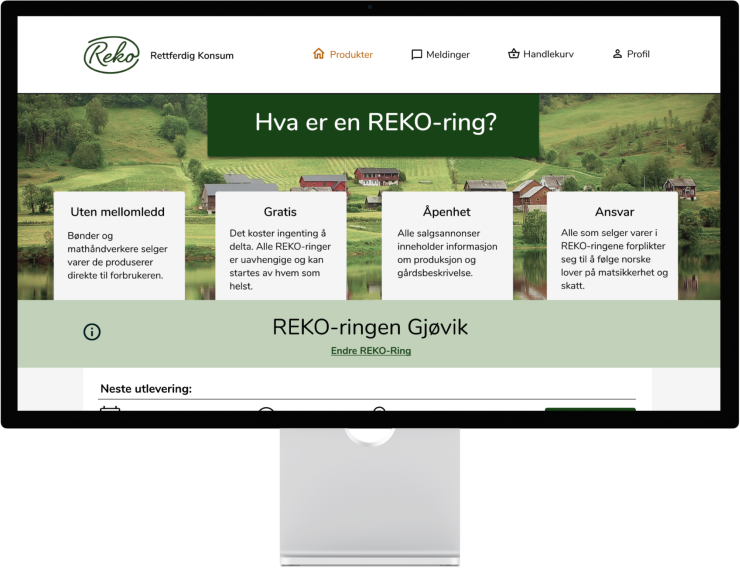 Reko
Rettferdig Konsum
Produkter
Meldinger
Handlekurv
Profil
Hva er en REKO-ring?
Uten mellomledd
Bønder og
mathåndverkere selger
varer de produserer
direkte til forbrukeren.
Gratis
Det koster ingenting å
delta. Alle REKO-ringer
er uavhengige og kan
startes av hvem som
helst.
Åpenhet
Alle salgsannonser
inneholder informasjon
om produksjon og
gårdsbeskrivelse.
Ansvar
Alle som selger varer i
REKO-ringene forplikter
seg til å følge norske
lover på matsikkerhet og
skatt.
REKO-ringen Gjøvik
Endre REKO-Ring
Neste utlevering: